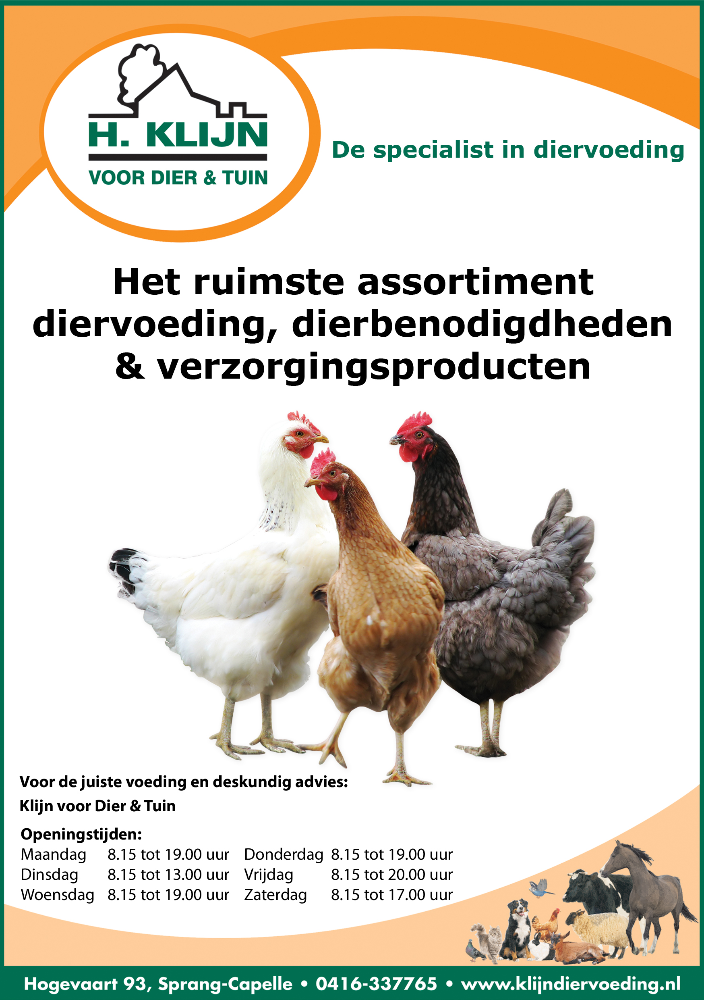 H. KLIJN
VOOR DIER & TUIN
De specialist in diervoeding
Het ruimste assortiment
diervoeding, dierbenodigdheden
& verzorgingsproducten
Voor de juiste voeding en deskundig advies:
Klijn voor Dier & Tuin
Openingstijden:
Maandag 8.15 tot 19.00 uur Donderdag 8.15 tot 19.00 uur
Dinsdag 8.15 tot 13.00 uur Vrijdag 8.15 tot 20.00 uur
Woensdag 8.15 tot 19.00 uur Zaterdag 8.15 tot 17.00 uur
Hogevaart 93, Sprang-Capelle • 0416-337765 • www.klijndiervoeding.nl